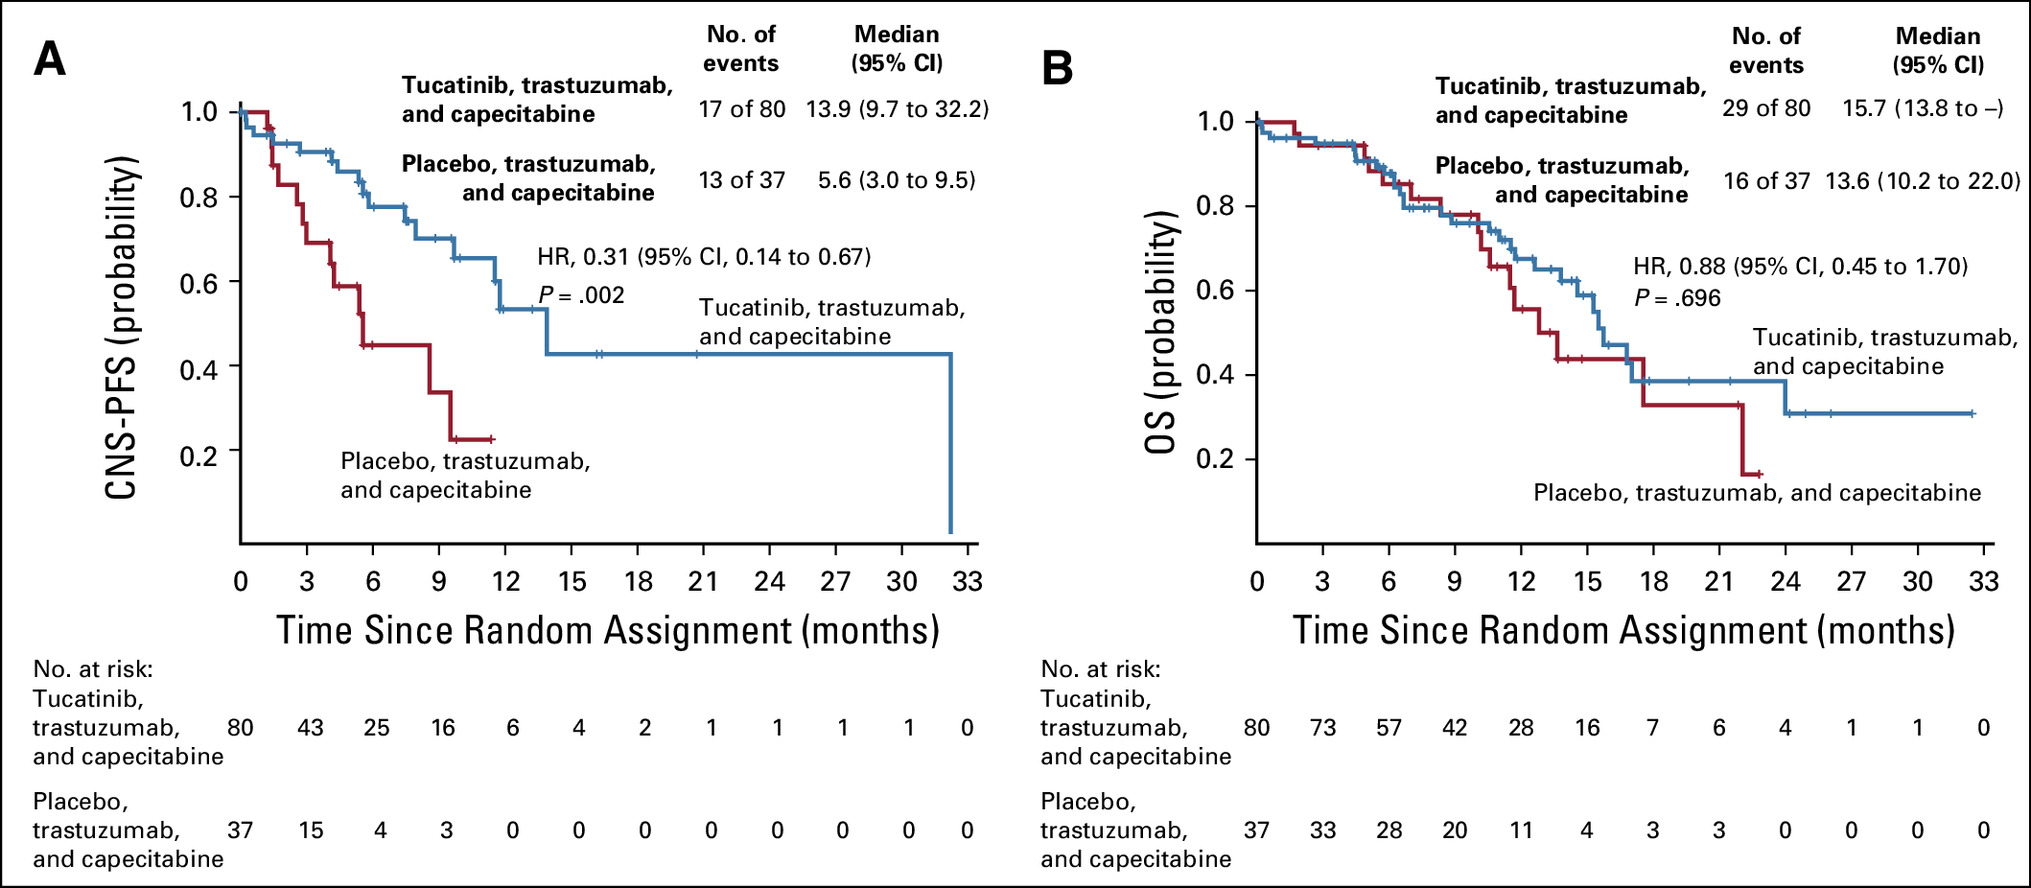 A
No. of Median
events (95% CI)
Tucatinib, trastuzumab,
and capecitabine 17 of 80 13.9 (9.7 to 32.2)
Placebo, trastuzumab,
and capecitabine 13 of 37 5.6 (3.0 to 9.5)
HR, 0.31 (95% CI, 0.14 to 0.67)
P = .002
Tucatinib, trastuzumab,
and capecitabine
Placebo, trastuzumab,
and capecitabine
CNS-PFS (probability)
1.0
0.8
0.6
0.4
0.2
0 3 6 9 12 15 18 21 24 27 30 33
Time Since Random Assignment (months)
No. at risk:
Tucatinib,
trastuzumab, 80 43 25 16 6 4 2 1 1 1 1 0
and capecitabine
Placebo,
trastuzumab, 37 15 4 3 0 0 0 0 0 0 0 0
and capecitabine
B
No. of Median
events (95% CI)
Tucatinib, trastuzumab,
and capecitabine 29 of 80 15.7 (13.8 to –)
Placebo, trastuzumab,
and capecitabine 16 of 37 13.6 (10.2 to 22.0)
HR, 0.88 (95% CI, 0.45 to 1.70)
P = .696
Tucatinib, trastuzumab,
and capecitabine
Placebo, trastuzumab, and capecitabine
OS (probability)
1.0
0.8
0.6
0.4
0.2
0 3 6 9 12 15 18 21 24 27 30 33
Time Since Random Assignment (months)
No. at risk:
Tucatinib,
trastuzumab, 80 73 57 42 28 16 7 6 4 1 1 0
and capecitabine
Placebo,
trastuzumab, 37 33 28 20 11 4 3 3 0 0 0 0
and capecitabine